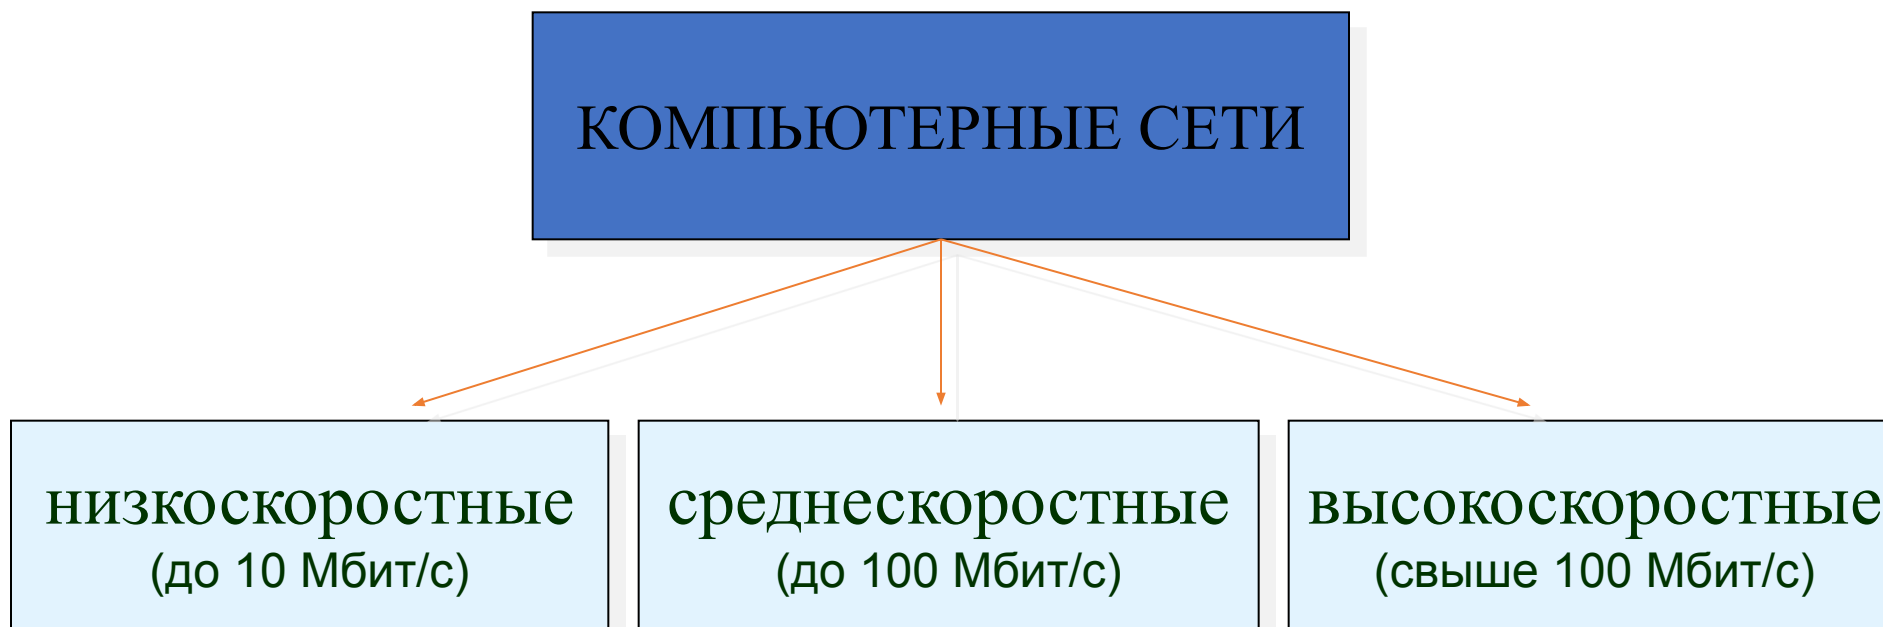 КОМПЬЮТЕРНЫЕ СЕТИ
низкоскоростные
(до 10 Мбит/с)
среднескоростные
(до 100 Мбит/с)
высокоскоростные
(свыше 100 Мбит/с)